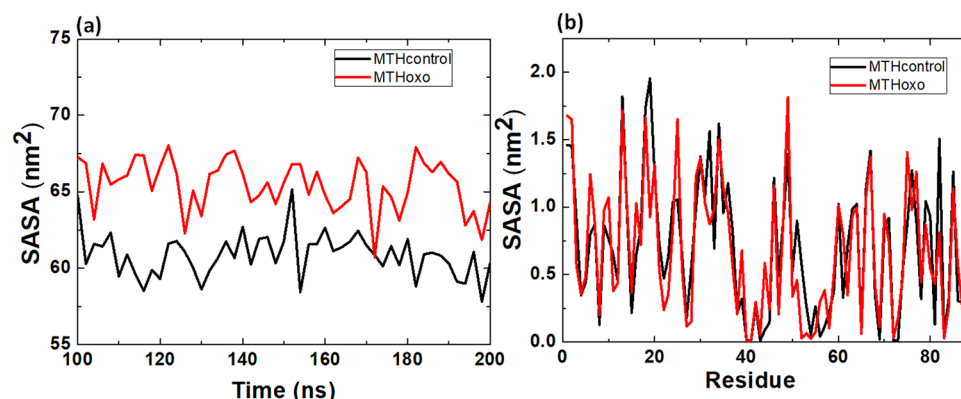 (a)
75
70
65
60
55
SASA (nm²)
MTHcontrol
MTHoxo
100 120 140 160 180 200
Time (ns)
(b)
2.0
1.5
1.0
0.5
0.0
SASA (nm²)
MTHcontrol
MTHoxo
0 20 40 60 80
Residue